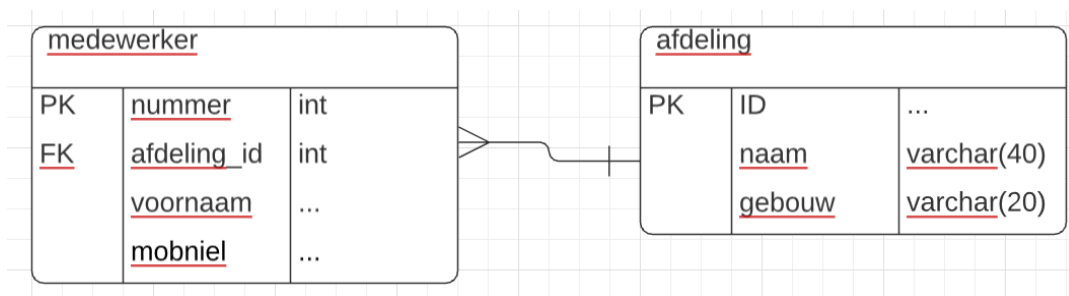 medewerker
PK nummer int
FK afdeling_id int
voornaam ...
mobniel ...
afdeling
PK ID ...
naam varchar(40)
gebouw varchar(20)